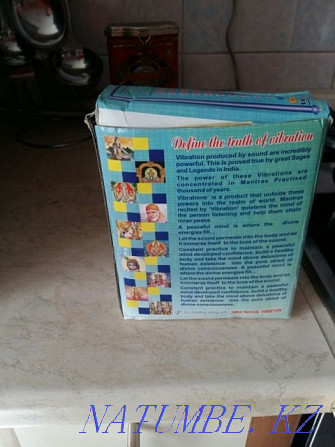 Define the truth of vibration
Vibration produced by sound are incredibly
powerful. This is proved true by great Sages
and Legends in India.
The power of these Vibrations are
concentrated in Mantras Practised
thousand of years.
Vibrations' is a product that unfolds these
powers into the realm of world. Mantras
recited by 'Vibration' quietens the mind of
the person listening and help them attain
inner peace.
A peaceful mind is where the divine
energies fill...
Let the sound permeate into the body and let
it immerse itself to the tune of the sound.
Constant practice to maintain a peaceful
mind developed confidence, build a healthy
body and take the mind above delusions of
human existence into the pure abind of
divine consciousness. A peaceful mind is
where the divine energies fill.
Let the sound permeate into the body and let
it immerse itself to the tune of the sound.
Constant practice to maintain a peaceful
mind developed confidence, build a healthy
body and take the mind above delusions of
human existence into the pure abind of
divine consciousness.
NATUMBE.KZ